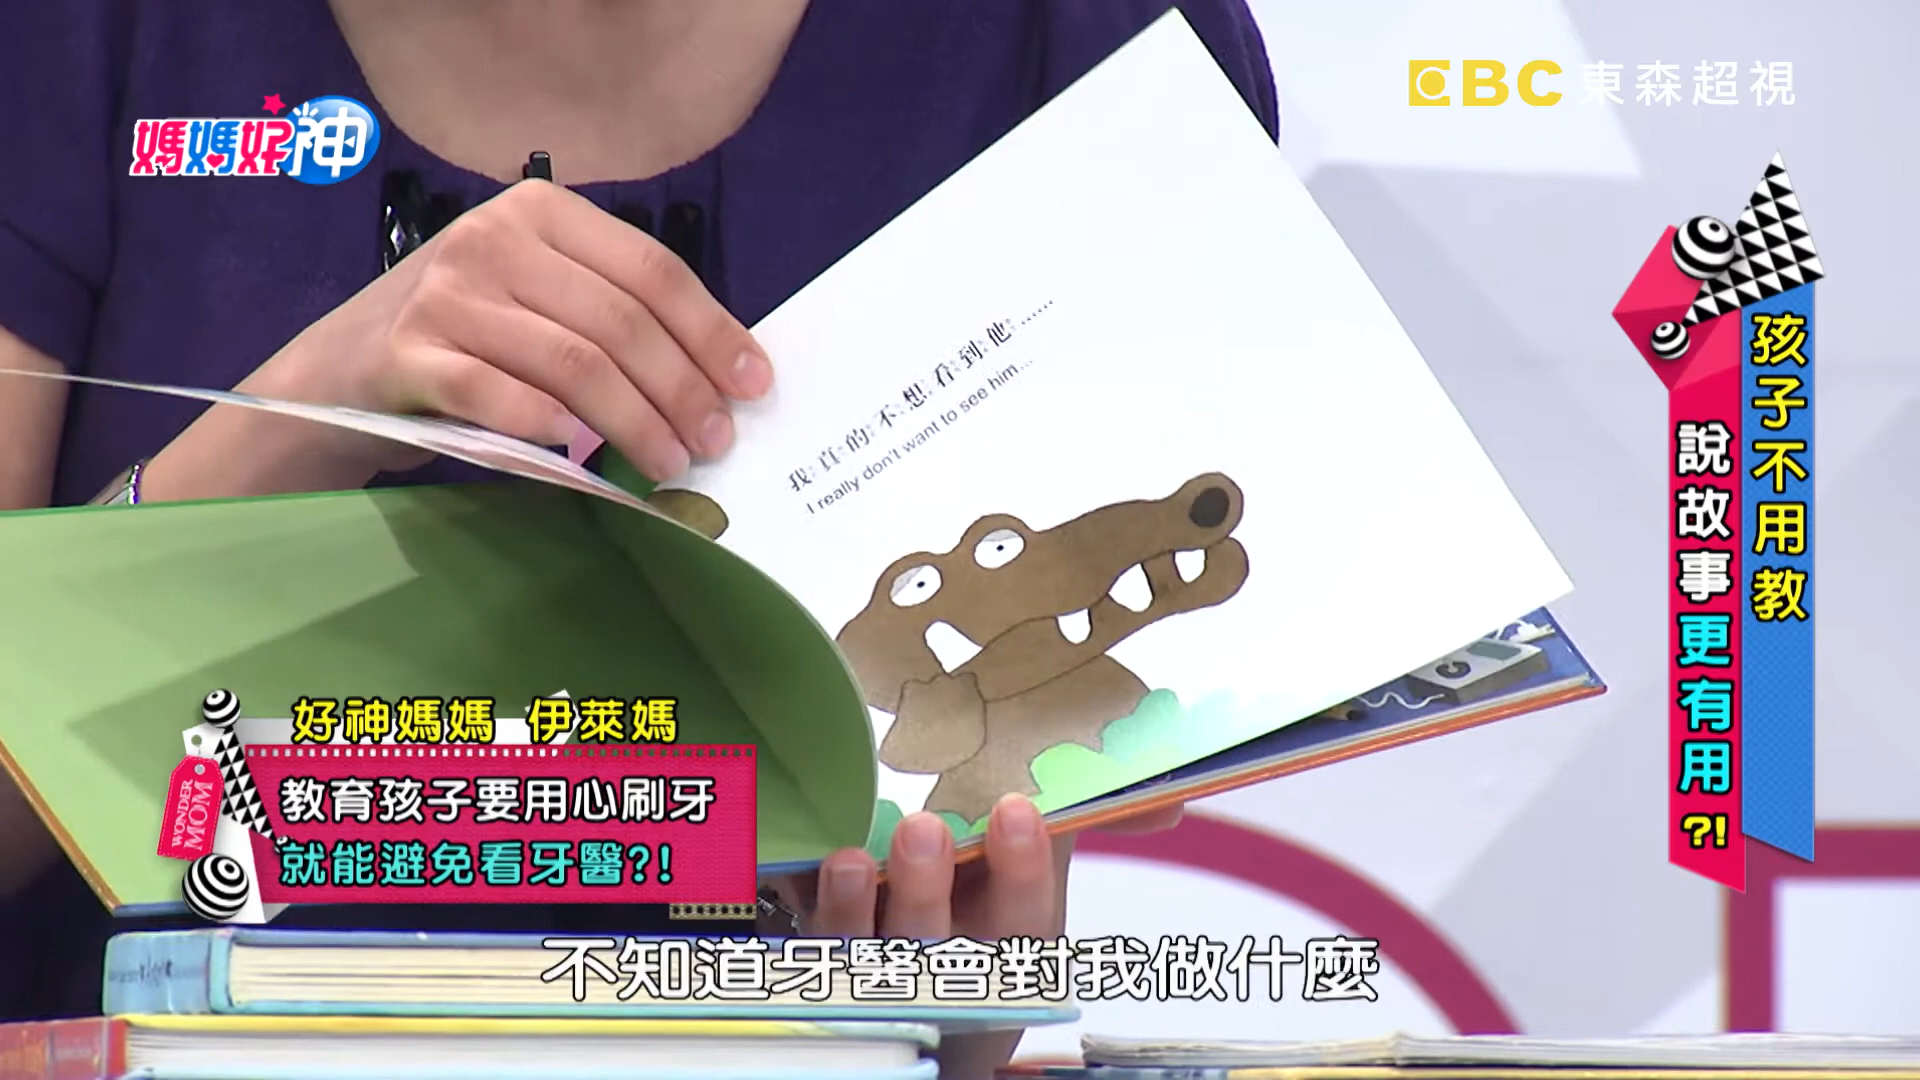 媽媽好神
EBC 東森超視
孩子不用教
說故事更有用?!
我真的不想看到他……
I really don't want to see him...
好神媽媽 伊萊媽
WONDER
MOM
教育孩子要用心刷牙
就能避免看牙醫?!
不知道牙醫會對我做什麼